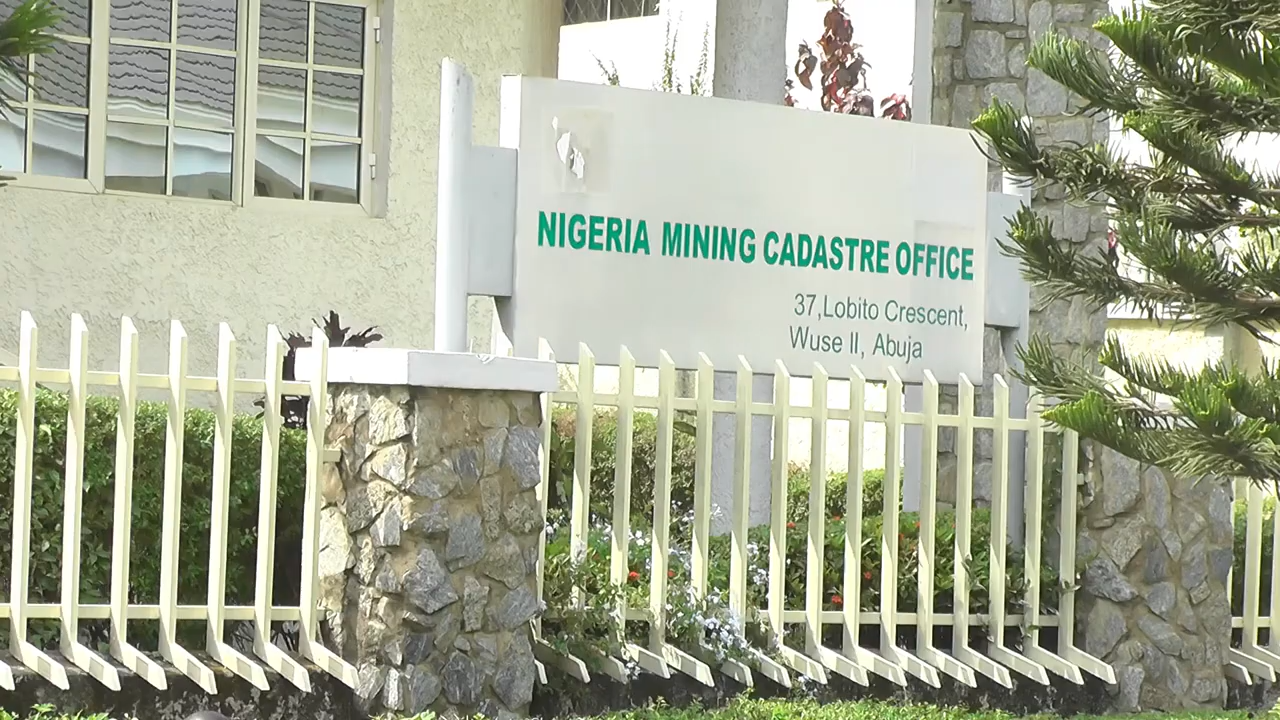 NIGERIA MINING CADASTRE OFFICE
37,Lobito Crescent,
Wuse II, Abuja